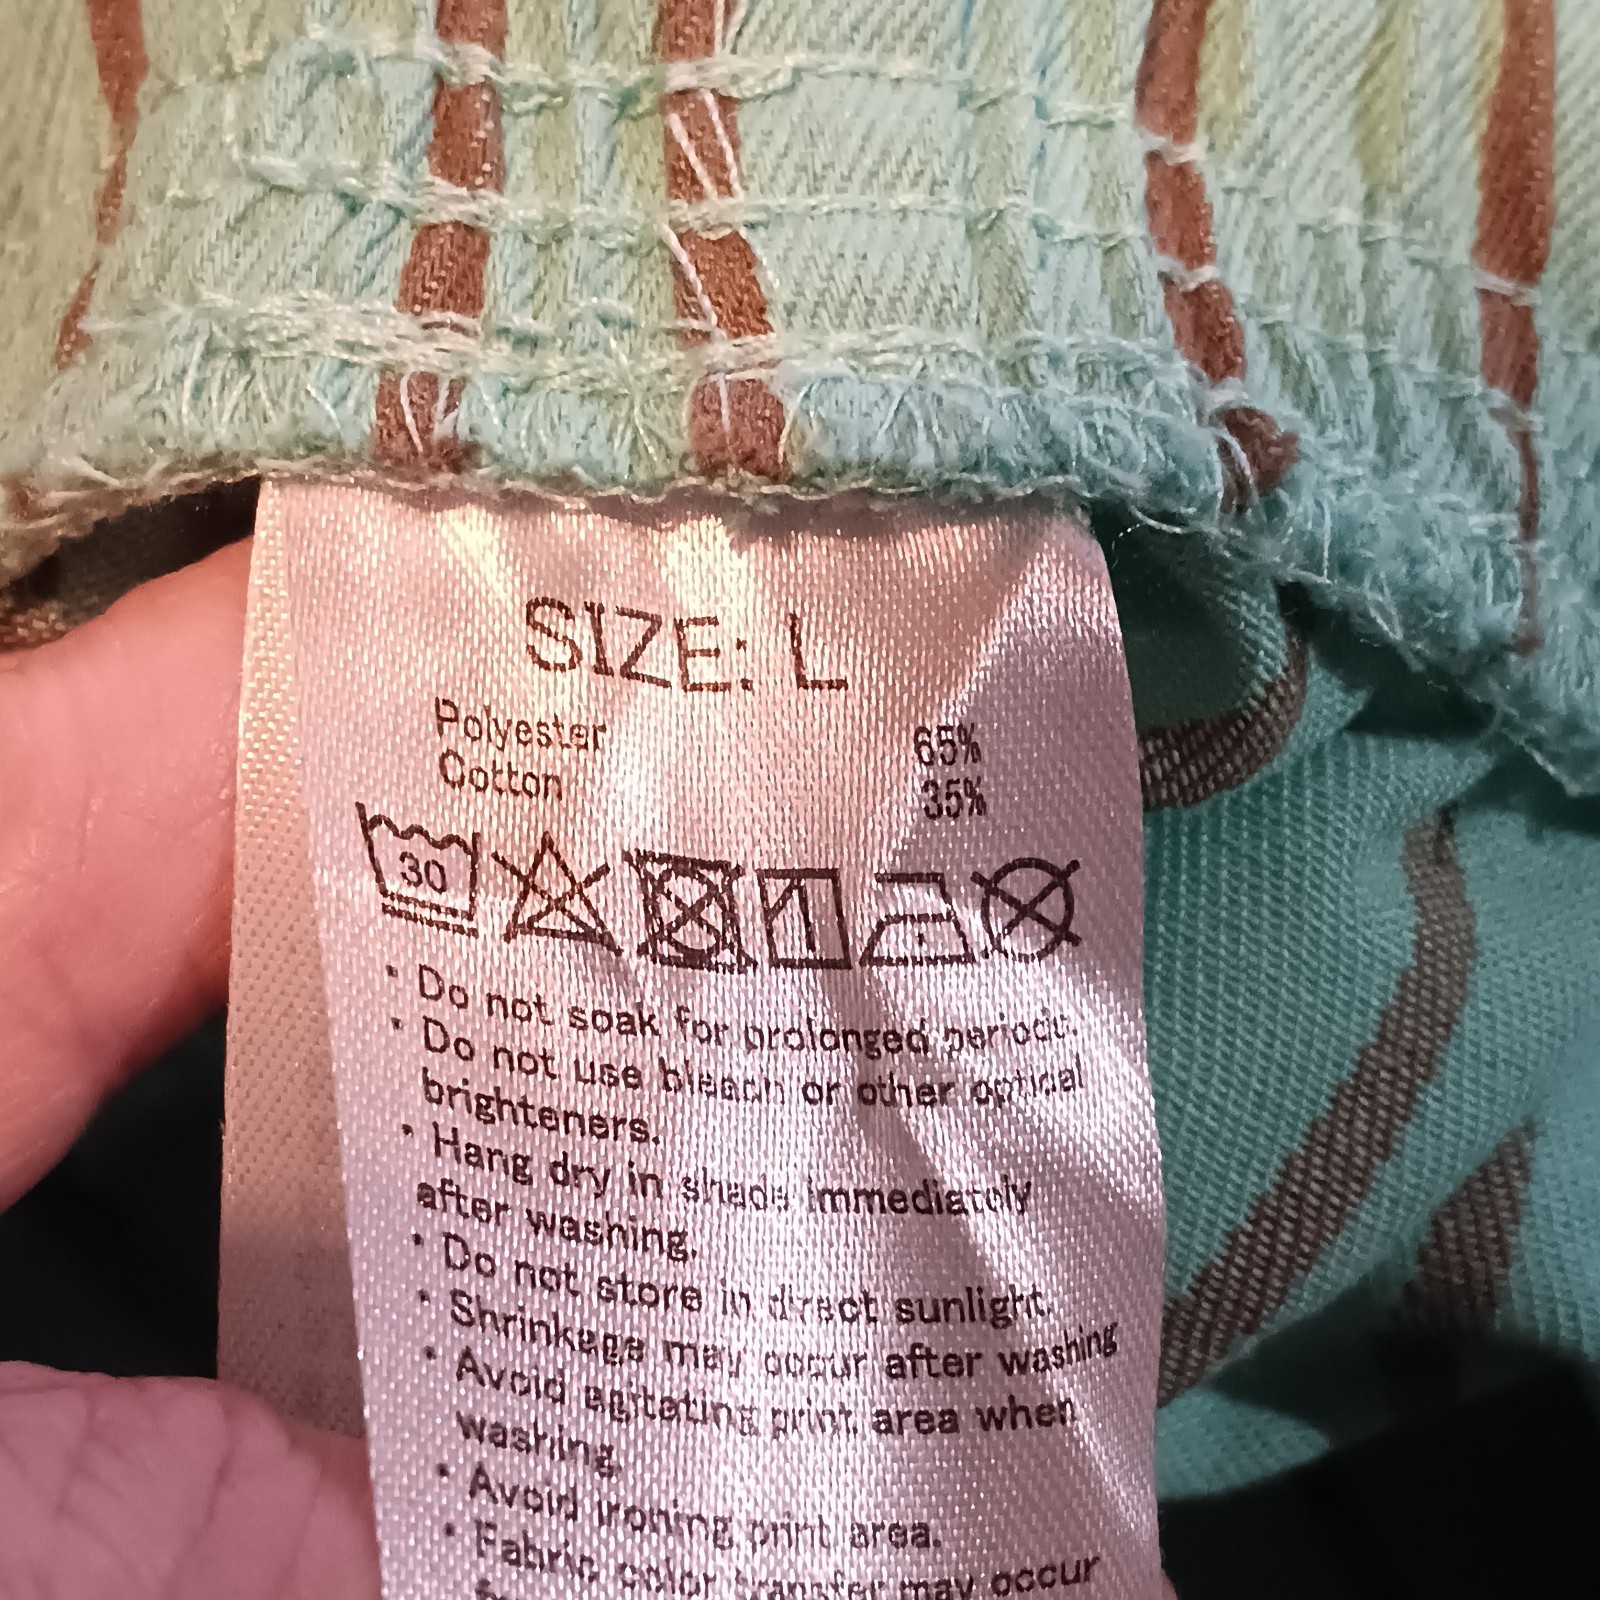 SIZE: L
Polyester 65%
Cotton 35%
30
• Do not soak for prolonged periods.
• Do not use bleach or other optical
brighteners.
• Hang dry in shade immediately
after washing.
• Do not store in direct sunlight.
• Shrinkage may occur after washing
• Avoid agitating print area when
washing.
• Avoid ironing print area.
• Fabric color transfer may occur